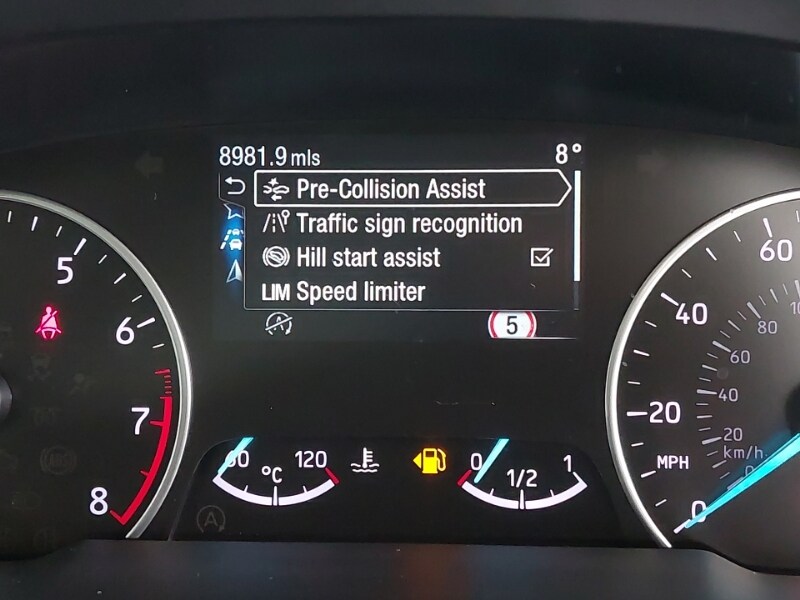 8981.9 mls 8°
Pre-Collision Assist
Traffic sign recognition
Hill start assist
LIM Speed limiter
A 5
5
6
7
8
60 °C 120
0 1/2 1
A
60
40
20
0
MPH
80
60
40
20
km/h
0